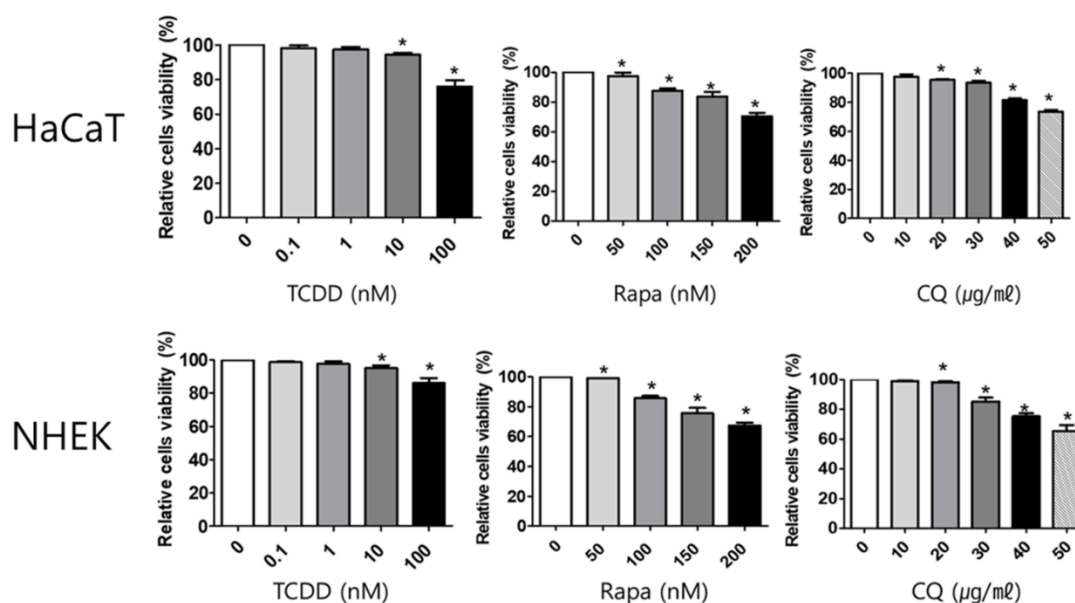 HaCaT
Relative cells viability (%)
100
80
60
40
20
0
* *
0 0.1 1 10 100
TCDD (nM)
Relative cells viability (%)
100
80
60
40
20
0
* * * *
0 50 100 150 200
Rapa (nM)
Relative cells viability (%)
100
80
60
40
20
0
* * * *
0 10 20 30 40 50
CQ (μg/㎖)
NHEK
Relative cells viability (%)
100
80
60
40
20
0
* *
0 0.1 1 10 100
TCDD (nM)
Relative cells viability (%)
100
80
60
40
20
0
* * * *
0 50 100 150 200
Rapa (nM)
Relative cells viability (%)
100
80
60
40
20
0
* * * *
0 10 20 30 40 50
CQ (μg/㎖)